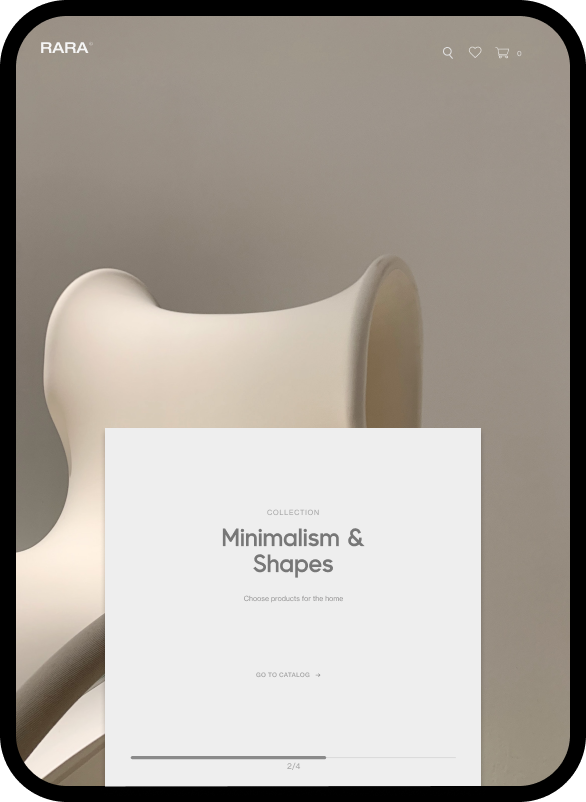 RARA®
0
COLLECTION
Minimalism &
Shapes
Choose products for the home
GO TO CATALOG →
2/4